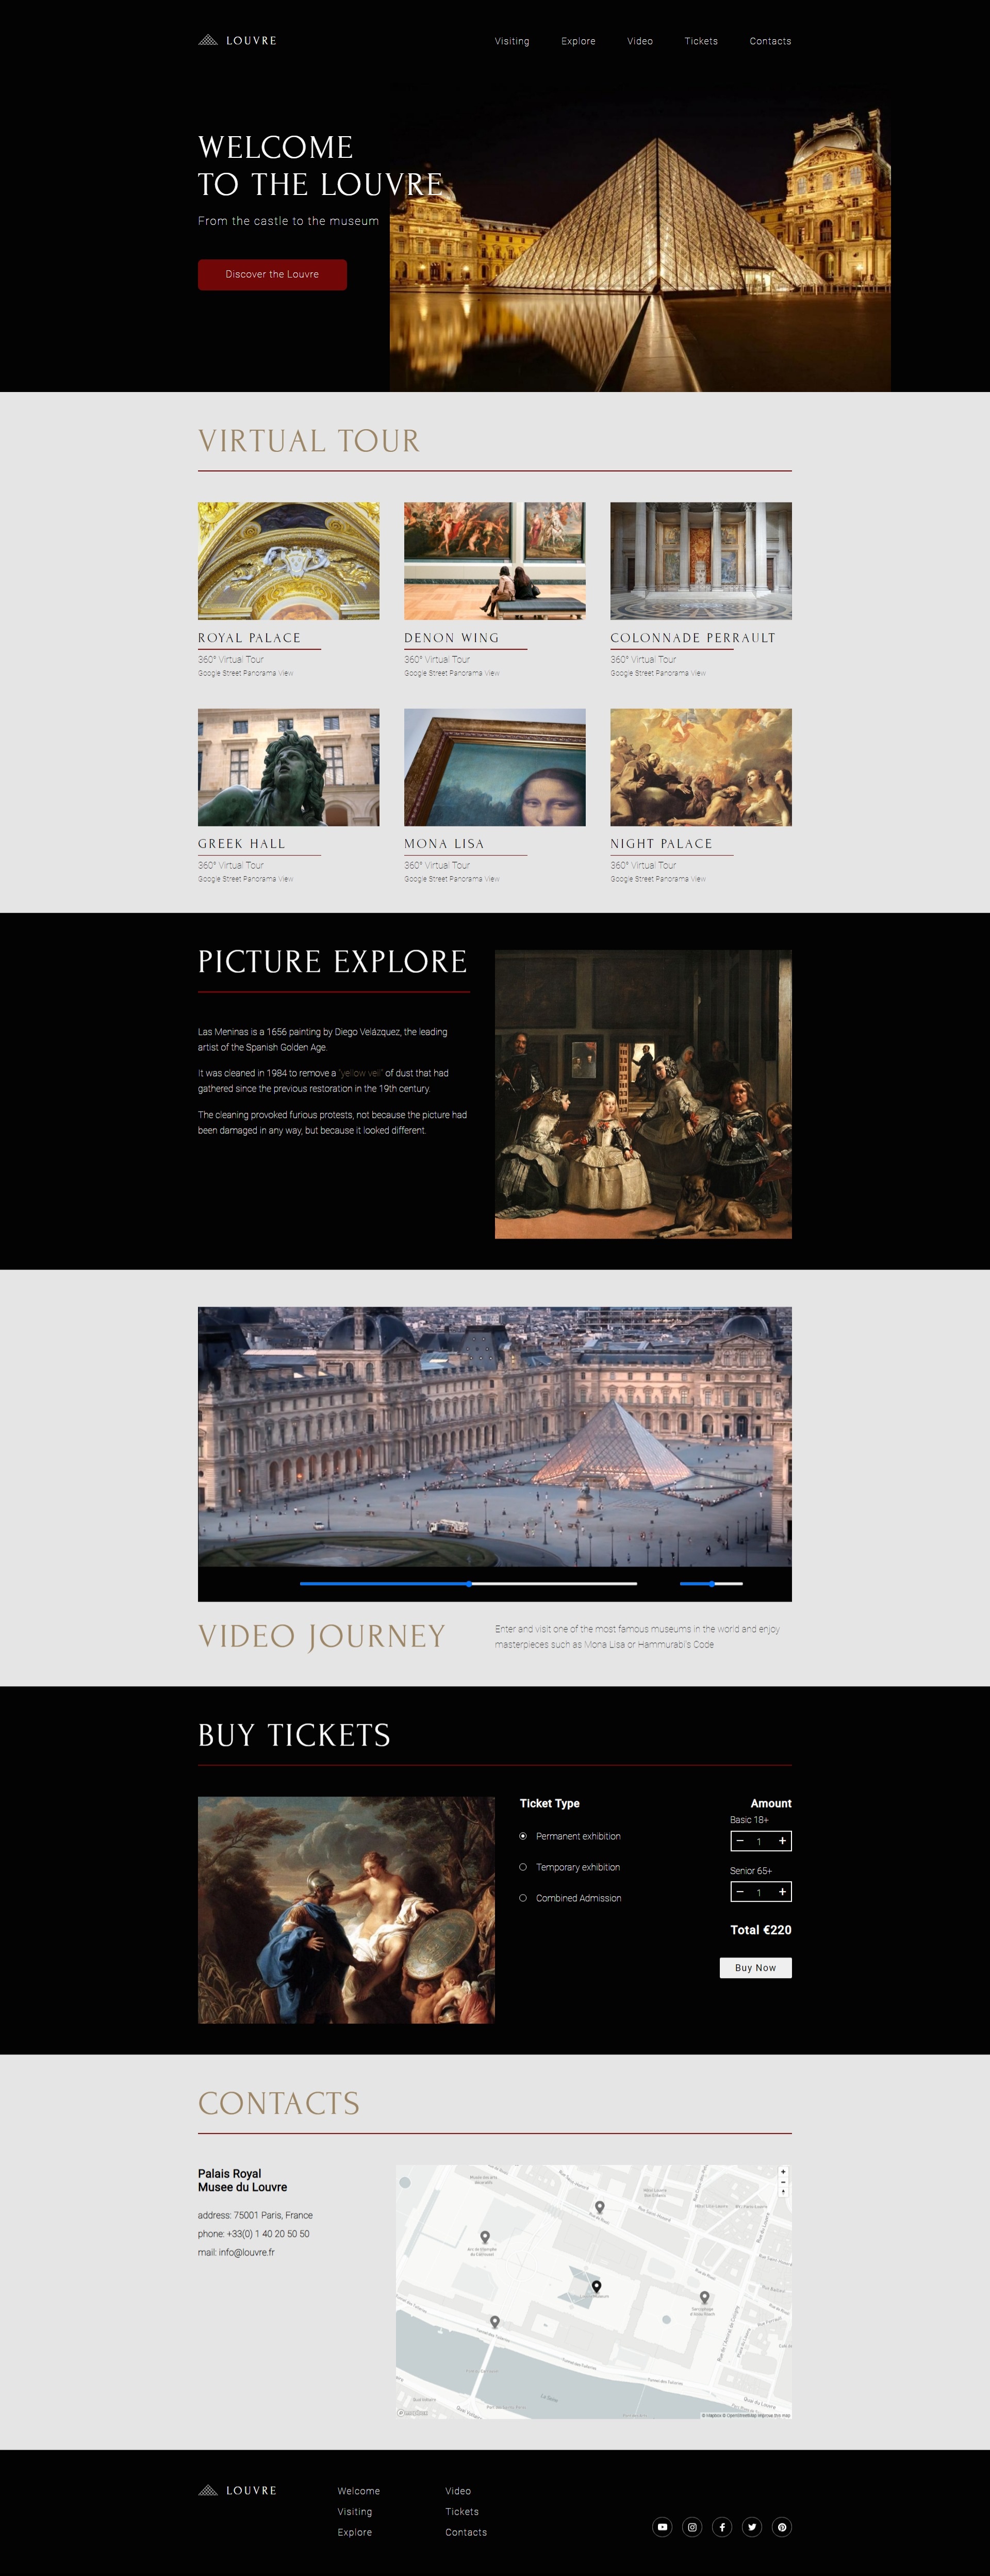 LOUVRE
Visiting
Explore
Video
Tickets
Contacts
WELCOME
TO THE LOUVRE
From the castle to the museum
Discover the Louvre
VIRTUAL TOUR
ROYAL PALACE
360° Virtual Tour
Google Street Panorama View
DENON WING
360° Virtual Tour
Google Street Panorama View
COLONNADE PERRAULT
360° Virtual Tour
Google Street Panorama View
GREEK HALL
360° Virtual Tour
Google Street Panorama View
MONA LISA
360° Virtual Tour
Google Street Panorama View
NIGHT PALACE
360° Virtual Tour
Google Street Panorama View
PICTURE EXPLORE
Las Meninas is a 1656 painting by Diego Velázquez, the leading
artist of the Spanish Golden Age.
It was cleaned in 1984 to remove a "yellow veil" of dust that had
gathered since the previous restoration in the 19th century.
The cleaning provoked furious protests, not because the picture had
been damaged in any way, but because it looked different.
VIDEO JOURNEY
Enter and visit one of the most famous museums in the world and enjoy
masterpieces such as Mona Lisa or Hammurabi's Code
BUY TICKETS
Ticket Type
Permanent exhibition
Temporary exhibition
Combined Admission
Amount
Basic 18+
− 1 +
Senior 65+
− 1 +
Total €220
Buy Now
CONTACTS
Palais Royal
Musee du Louvre
address: 75001 Paris, France
phone: +33(0) 1 40 20 50 50
mail: info@louvre.fr
© Mapbox © OpenStreetMap Improve this map
LOUVRE
Welcome
Visiting
Explore
Video
Tickets
Contacts